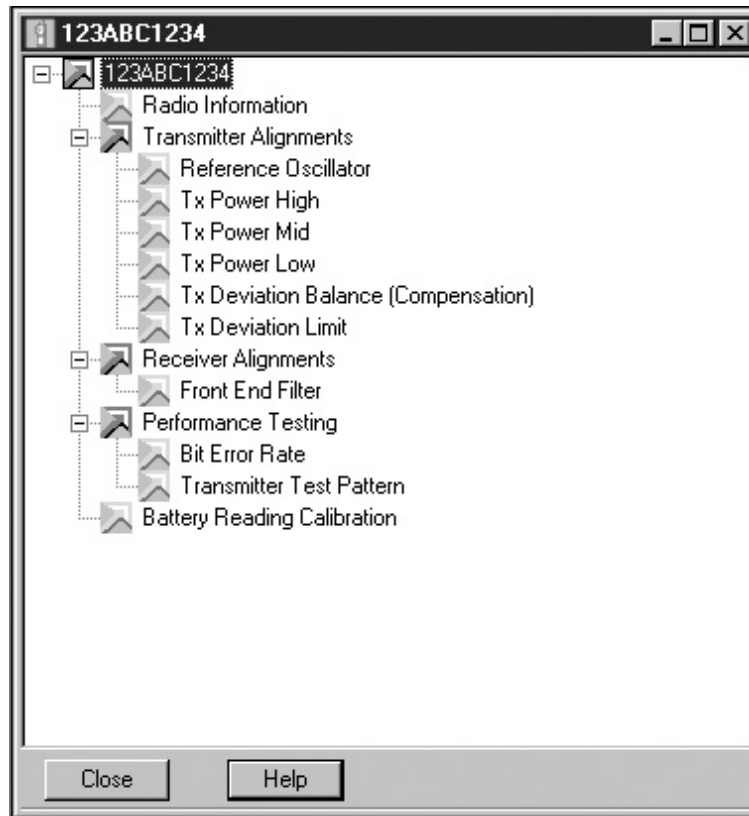 123ABC1234
123ABC1234
Radio Information
Transmitter Alignments
Reference Oscillator
Tx Power High
Tx Power Mid
Tx Power Low
Tx Deviation Balance (Compensation)
Tx Deviation Limit
Receiver Alignments
Front End Filter
Performance Testing
Bit Error Rate
Transmitter Test Pattern
Battery Reading Calibration
Close Help